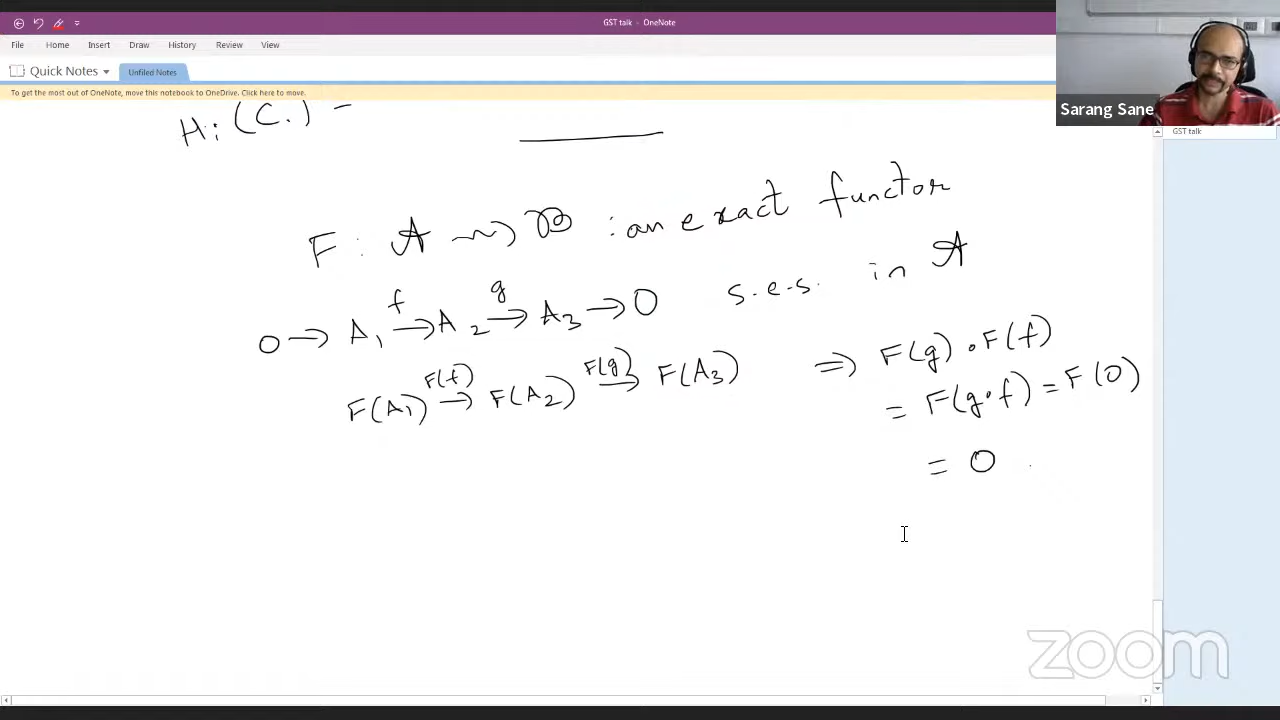 GST talk - OneNote
File Home Insert Draw History Review View
Quick Notes Unfiled Notes
To get the most out of OneNote, move this notebook to OneDrive. Click here to move.
Sarang Sane
GST talk
Hi (C.) =
F : A ⇝ B : an exact functor
0 → A₁ →f A₂ →g A₃ → 0 s.e.s. in A
F(A₁) →F(f) F(A₂) →F(g) F(A₃) ⇒ F(g) ∘ F(f)
= F(g∘f) = F(0)
= 0
zoom